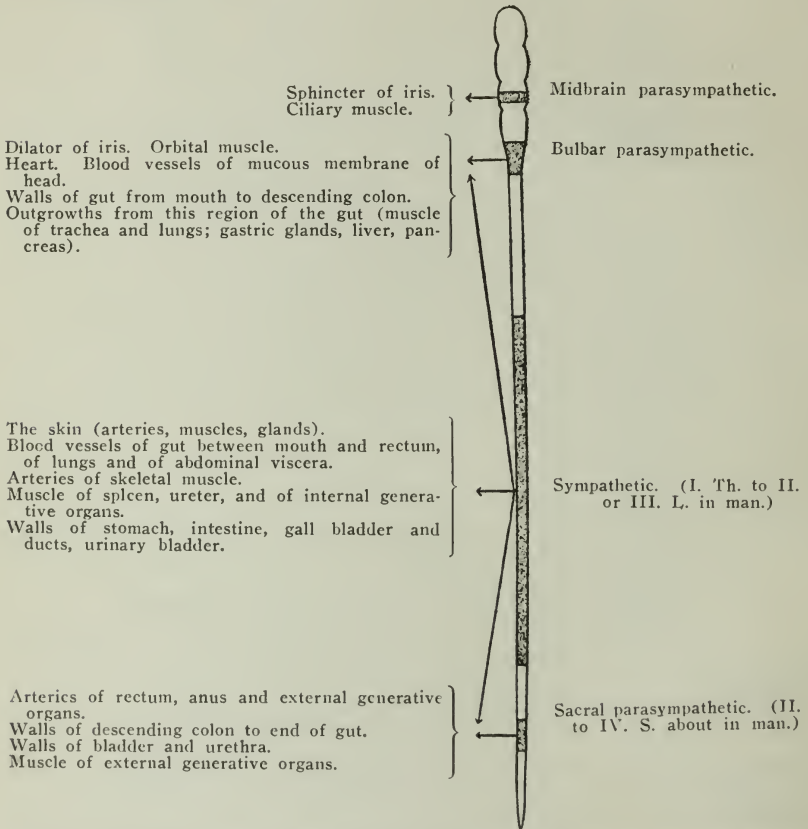 Sphincter of iris.
Ciliary muscle.
Midbrain parasympathetic.
Dilator of iris. Orbital muscle.
Heart. Blood vessels of mucous membrane of
head.
Walls of gut from mouth to descending colon.
Outgrowths from this region of the gut (muscle
of trachea and lungs; gastric glands, liver, pan-
creas).
Bulbar parasympathetic.
The skin (arteries, muscles, glands).
Blood vessels of gut between mouth and rectum,
of lungs and of abdominal viscera.
Arteries of skeletal muscle.
Muscle of spleen, ureter, and of internal genera-
tive organs.
Walls of stomach, intestine, gall bladder and
ducts, urinary bladder.
Sympathetic. (I. Th. to II.
or III. L. in man.)
Arteries of rectum, anus and external generative
organs.
Walls of descending colon to end of gut.
Walls of bladder and urethra.
Muscle of external generative organs.
Sacral parasympathetic. (II.
to IV. S. about in man.)